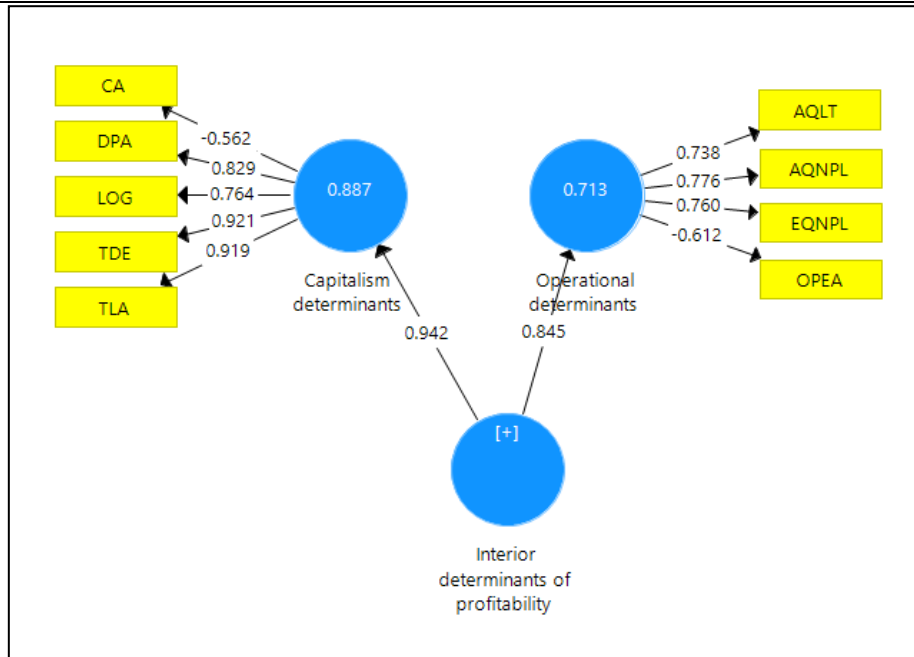 CA
DPA
LOG
TDE
TLA
-0.562
0.829
0.764
0.921
0.919
0.887
Capitalism
determinants
0.713
Operational
determinants
0.738
0.776
0.760
-0.612
AQLT
AQNPL
EQNPL
OPEA
0.942
0.845
[+]
Interior
determinants of
profitability